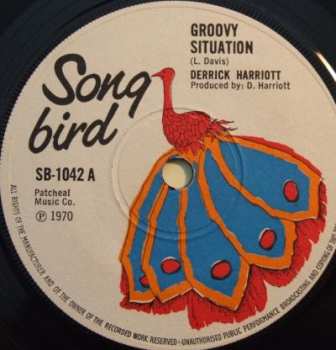 GROOVY
SITUATION
(L. Davis)
DERRICK HARRIOTT
Produced by: D. Harriott
Song
bird
SB-1042 A
Patcheaf
Music Co.
℗ 1970
ALL RIGHTS OF THE MANUFACTURER AND OF THE OWNER OF THE RECORDED WORK RESERVED - UNAUTHORISED PUBLIC PERFORMANCE BROADCASTING AND COPYING OF